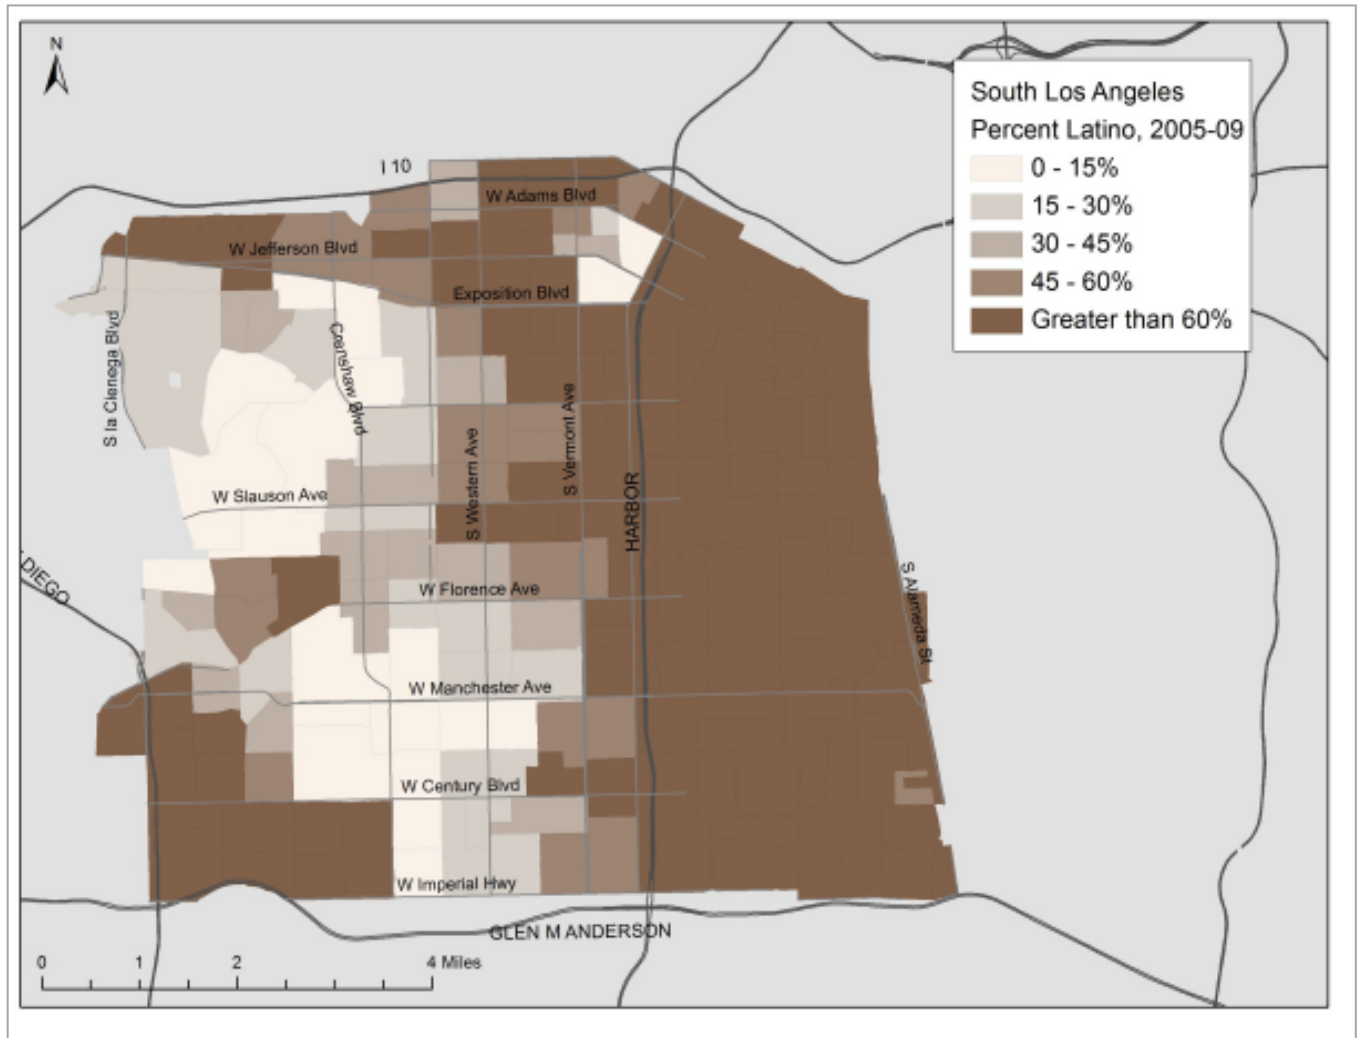 N
South Los Angeles
Percent Latino, 2005-09
0 - 15%
15 - 30%
30 - 45%
45 - 60%
Greater than 60%
I 10
W Adams Blvd
W Jefferson Blvd
Exposition Blvd
S la Cienega Blvd
Crenshaw Blvd
S Western Ave
S Vermont Ave
HARBOR
W Slauson Ave
DIEGO
W Florence Ave
S Alameda St
W Manchester Ave
W Century Blvd
W Imperial Hwy
GLEN M ANDERSON
0 1 2 4 Miles